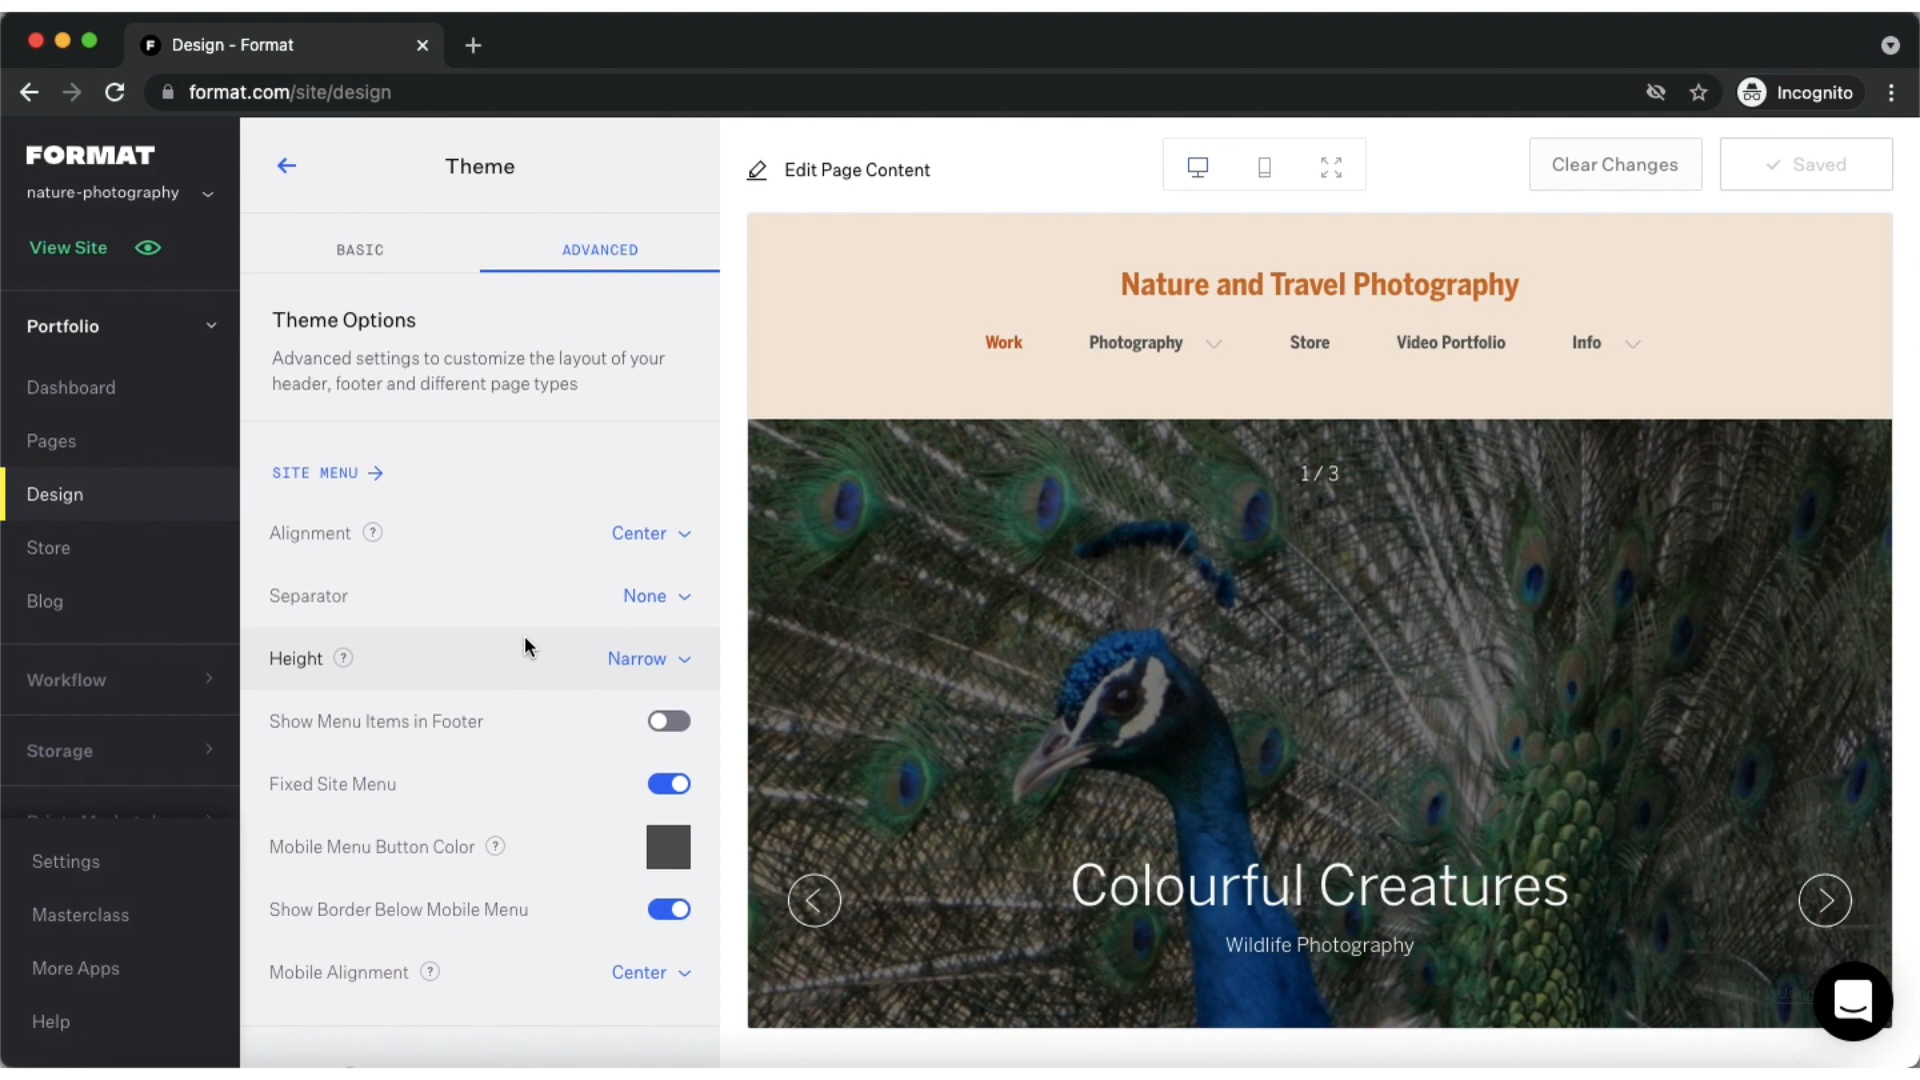 Design - Format
format.com/site/design
Incognito
FORMAT
nature-photography
View Site
Portfolio
Dashboard
Pages
Design
Store
Blog
Workflow
Storage
Settings
Masterclass
More Apps
Help
Theme
BASIC
ADVANCED
Theme Options
Advanced settings to customize the layout of your
header, footer and different page types
SITE MENU →
Alignment ?
Center
Separator
None
Height ?
Narrow
Show Menu Items in Footer
Fixed Site Menu
Mobile Menu Button Color ?
Show Border Below Mobile Menu
Mobile Alignment ?
Center
Edit Page Content
Clear Changes
Saved
Nature and Travel Photography
Work
Photography
Store
Video Portfolio
Info
1 / 3
Colourful Creatures
Wildlife Photography